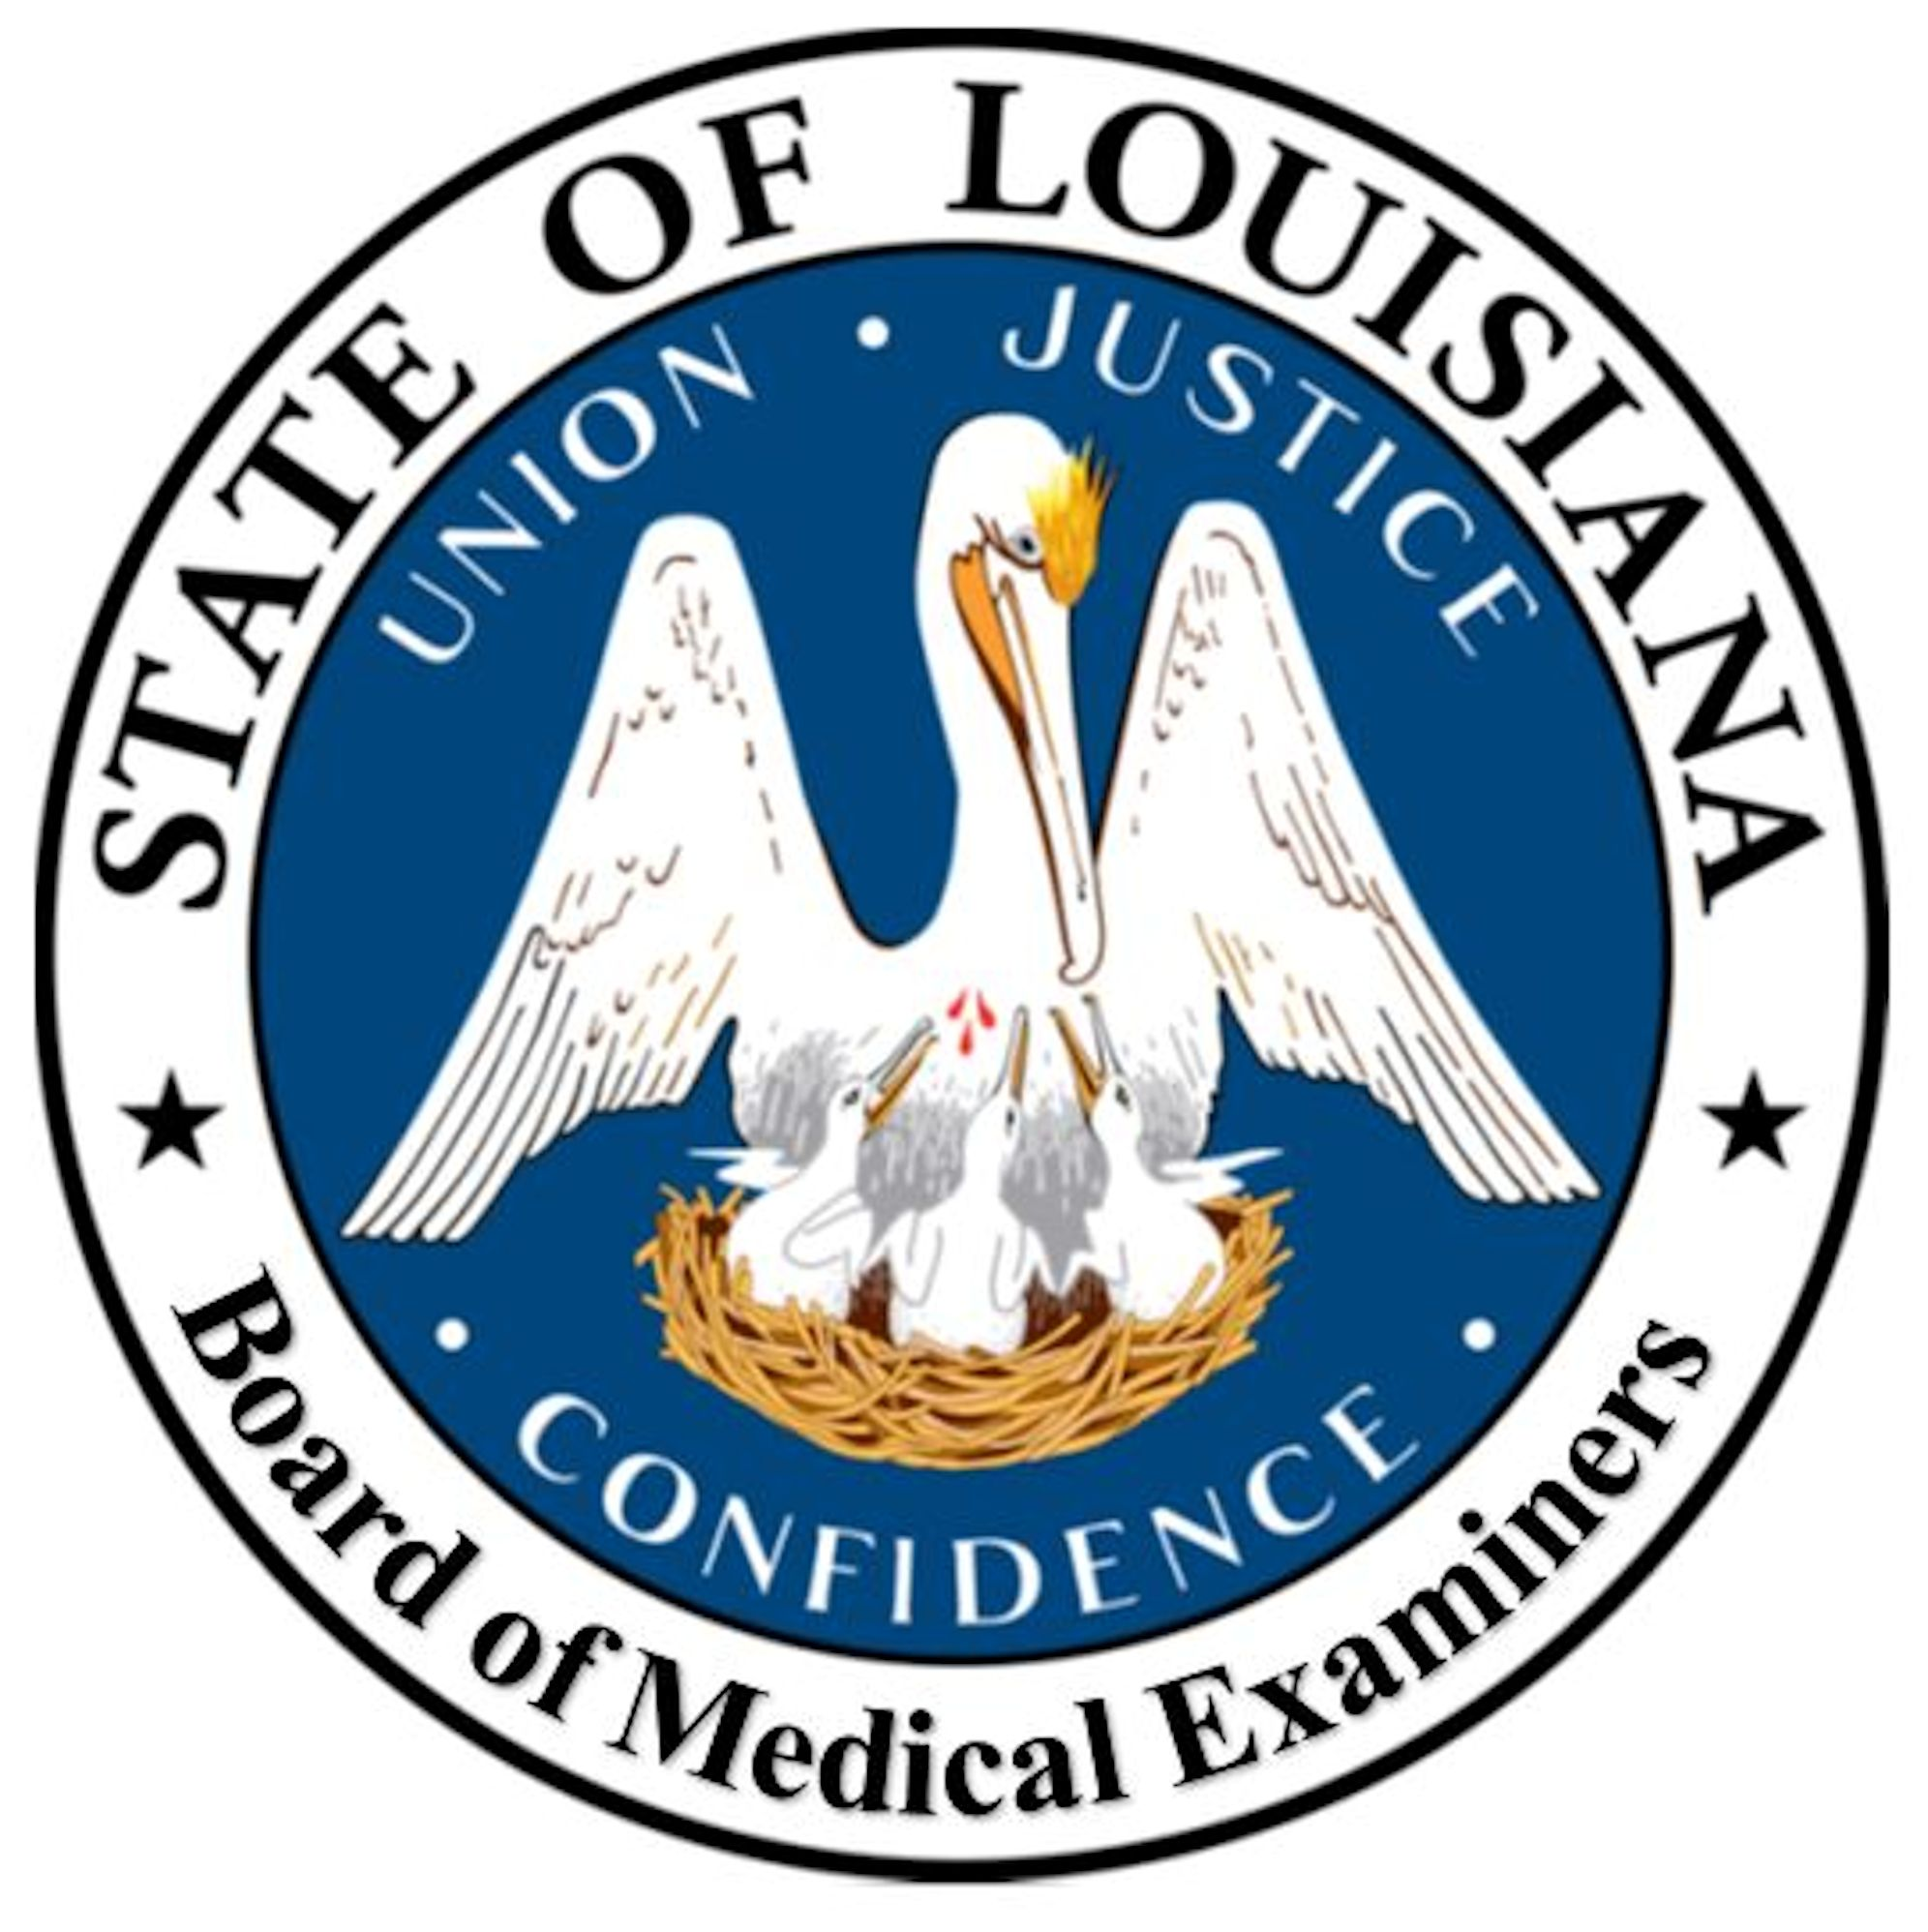 STATE OF LOUISIANA
UNION • JUSTICE
• CONFIDENCE •
Board of Medical Examiners